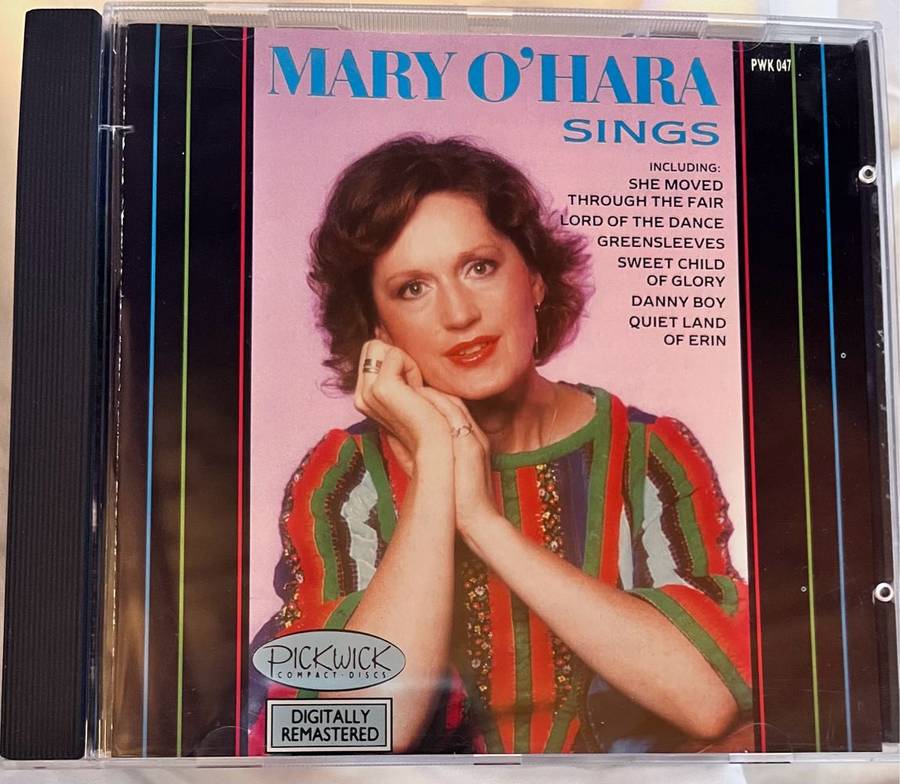 MARY O'HARA
SINGS
PWK 047
INCLUDING:
SHE MOVED
THROUGH THE FAIR
LORD OF THE DANCE
GREENSLEEVES
SWEET CHILD
OF GLORY
DANNY BOY
QUIET LAND
OF ERIN
PICKWICK
COMPACT·DISCS
DIGITALLY
REMASTERED